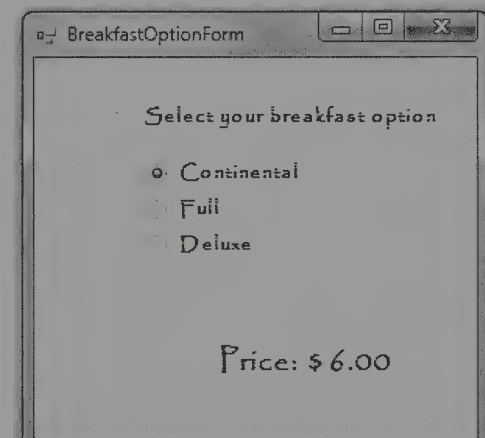 BreakfastOptionForm
Select your breakfast option
Continental
Full
Deluxe
Price: $6.00